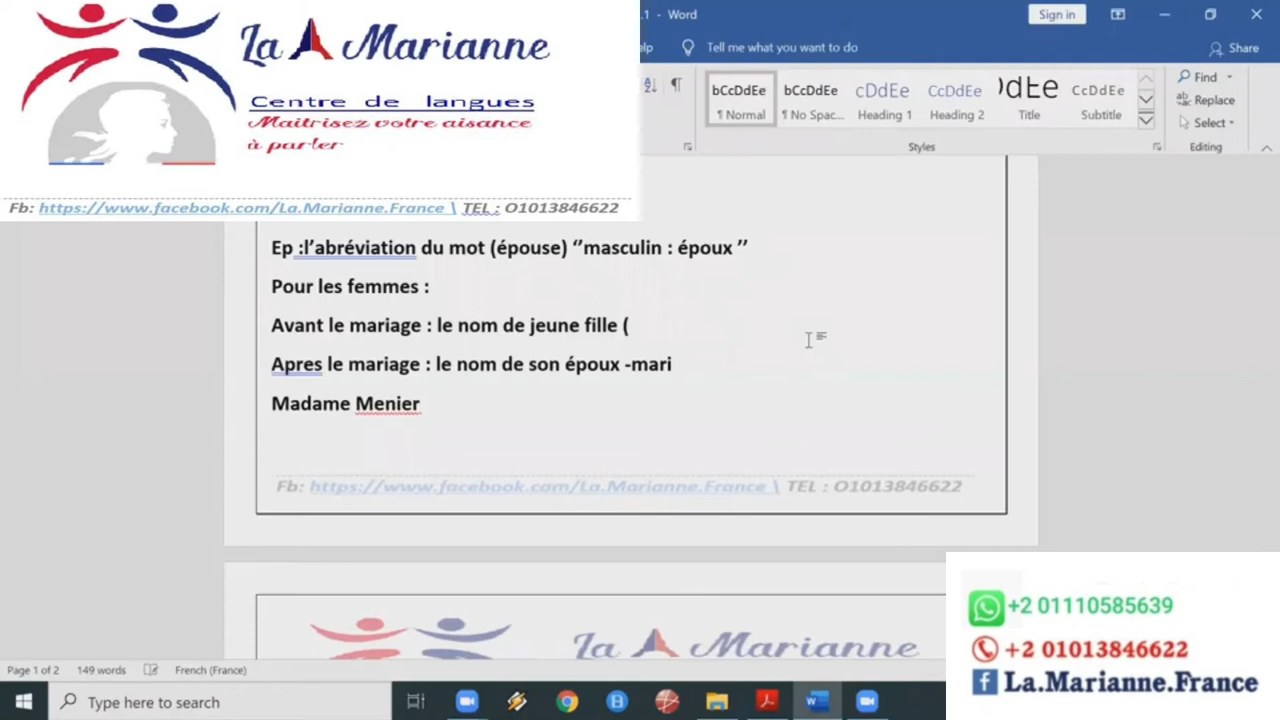 La Marianne
Centre de langues
Maitrisez votre aisance
à parler
Fb: https://www.facebook.com/La.Marianne.France \ TEL : O1013846622
.1 - Word
Sign in
elp
Tell me what you want to do
Share
bCcDdEe
bCcDdEe
cDdEe
CcDdEe
DdEe
CcDdEe
¶ Normal
¶ No Spac...
Heading 1
Heading 2
Title
Subtitle
Styles
Find
Replace
Select
Editing
Ep :l’abréviation du mot (épouse) ‘’masculin : époux ’’
Pour les femmes :
Avant le mariage : le nom de jeune fille (
Apres le mariage : le nom de son époux -mari
Madame Menier
Fb: https://www.facebook.com/La.Marianne.France \ TEL : O1013846622
La Marianne
+2 01110585639
+2 01013846622
La.Marianne.France
Page 1 of 2
149 words
French (France)
Type here to search